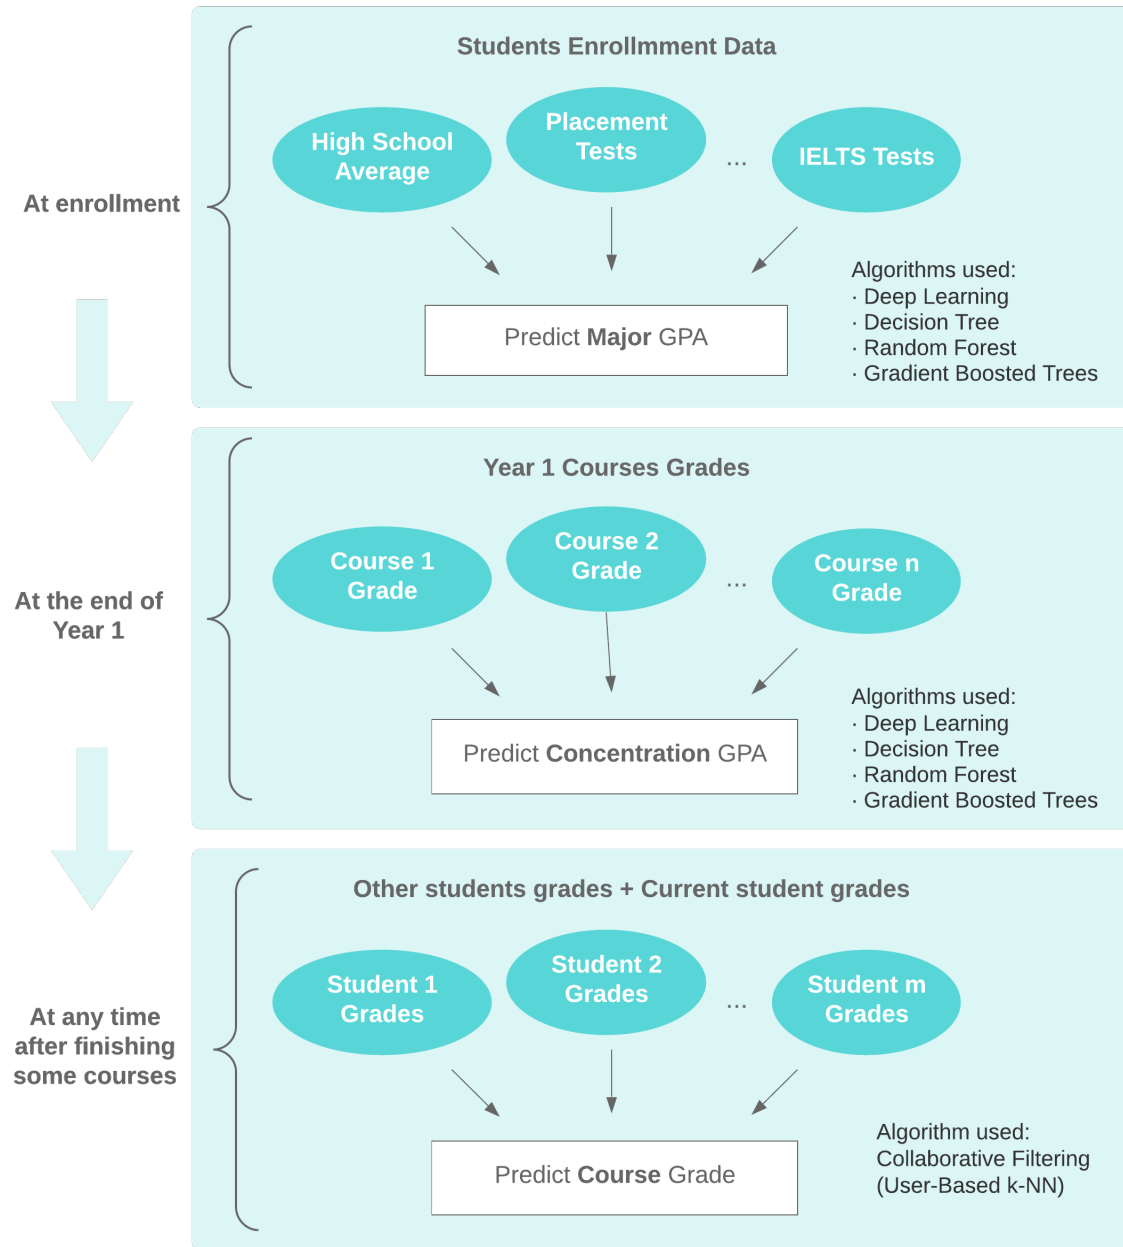 Students Enrollmment Data
High School
Average
Placement
Tests
...
IELTS Tests
At enrollment
Predict Major GPA
Algorithms used:
· Deep Learning
· Decision Tree
· Random Forest
· Gradient Boosted Trees
Year 1 Courses Grades
Course 1
Grade
Course 2
Grade
...
Course n
Grade
At the end of
Year 1
Predict Concentration GPA
Algorithms used:
· Deep Learning
· Decision Tree
· Random Forest
· Gradient Boosted Trees
Other students grades + Current student grades
Student 1
Grades
Student 2
Grades
...
Student m
Grades
At any time
after finishing
some courses
Predict Course Grade
Algorithm used:
Collaborative Filtering
(User-Based k-NN)